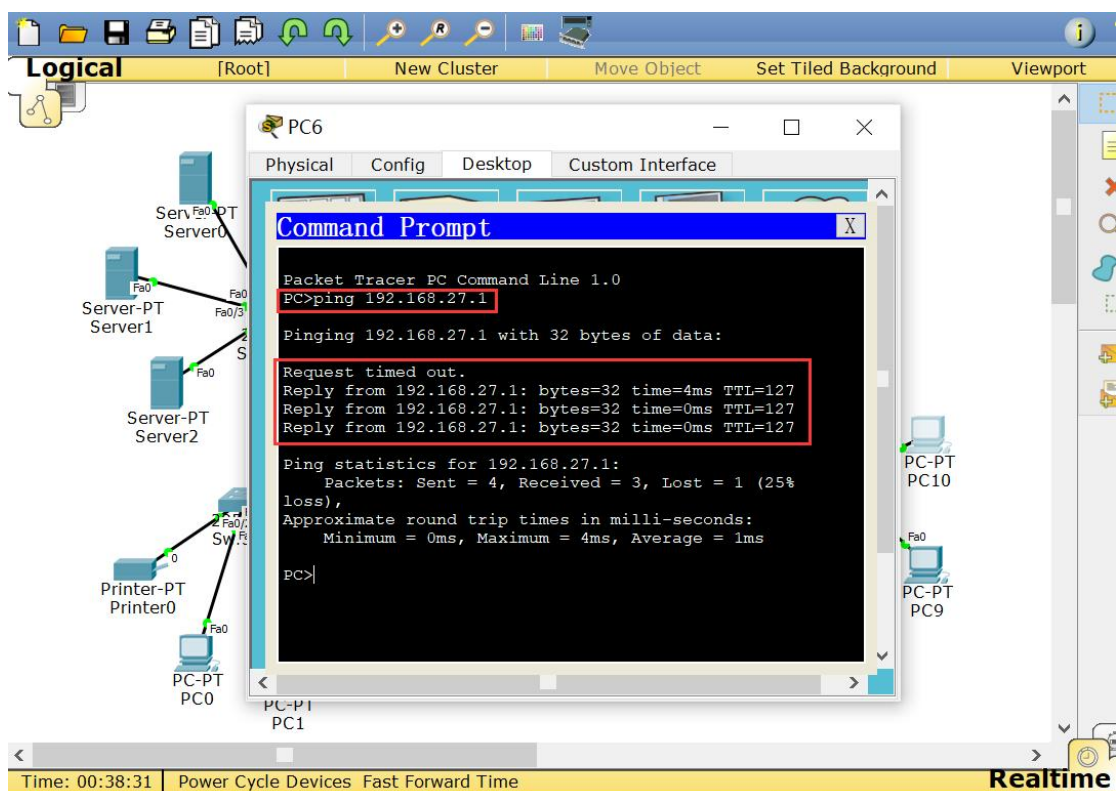 i
R
Logical [Root] New Cluster Move Object Set Tiled Background Viewport
PC6
Physical Config Desktop Custom Interface
Command Prompt X
Packet Tracer PC Command Line 1.0
PC>ping 192.168.27.1
Pinging 192.168.27.1 with 32 bytes of data:
Request timed out.
Reply from 192.168.27.1: bytes=32 time=4ms TTL=127
Reply from 192.168.27.1: bytes=32 time=0ms TTL=127
Reply from 192.168.27.1: bytes=32 time=0ms TTL=127
Ping statistics for 192.168.27.1:
Packets: Sent = 4, Received = 3, Lost = 1 (25%
loss),
Approximate round trip times in milli-seconds:
Minimum = 0ms, Maximum = 4ms, Average = 1ms
PC>
Fa0
Server0
Fa0
Server-PT
Server1
Fa0
Fa0/3
Fa0
Server-PT
Server2
0
Printer-PT
Printer0
Fa0
PC-PT
PC0
PC-PT
PC1
PC-PT
PC10
Fa0
PC-PT
PC9
Time: 00:38:31 Power Cycle Devices Fast Forward Time Realtime